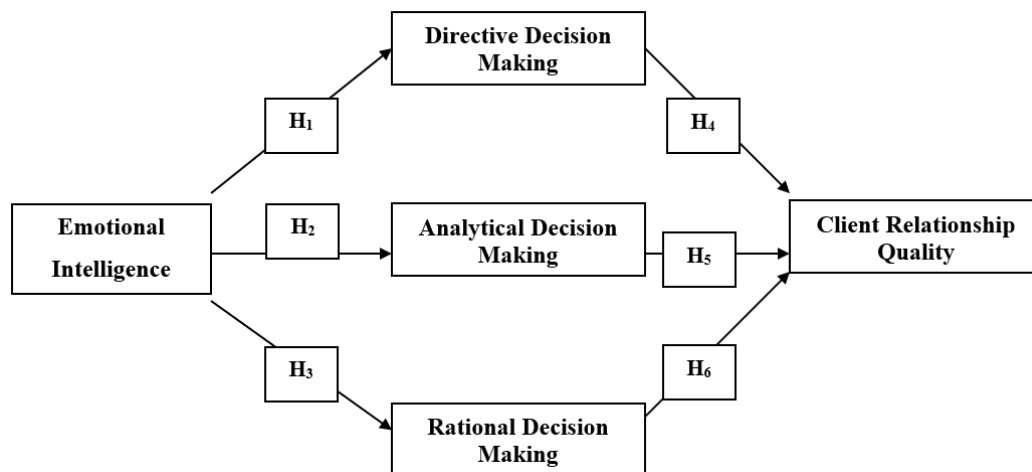 Directive Decision
Making
H₁
H₄
Emotional
Intelligence
H₂
Analytical Decision
Making
H₅
Client Relationship
Quality
H₃
H₆
Rational Decision
Making